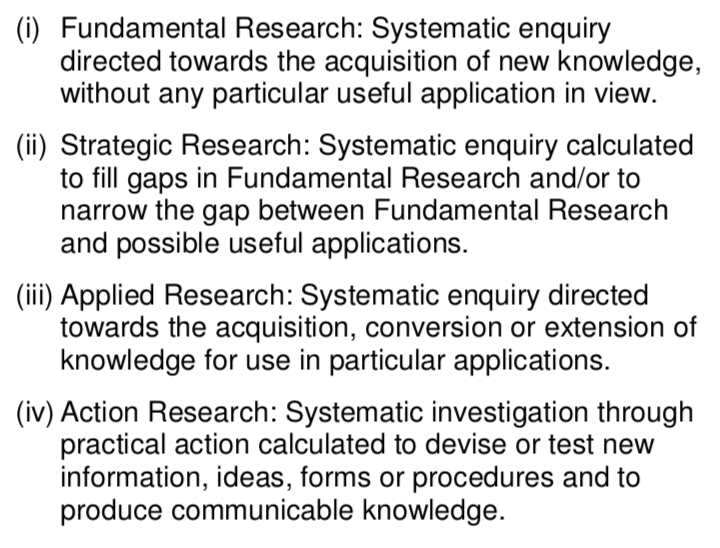 (i) Fundamental Research: Systematic enquiry
directed towards the acquisition of new knowledge,
without any particular useful application in view.
(ii) Strategic Research: Systematic enquiry calculated
to fill gaps in Fundamental Research and/or to
narrow the gap between Fundamental Research
and possible useful applications.
(iii) Applied Research: Systematic enquiry directed
towards the acquisition, conversion or extension of
knowledge for use in particular applications.
(iv) Action Research: Systematic investigation through
practical action calculated to devise or test new
information, ideas, forms or procedures and to
produce communicable knowledge.